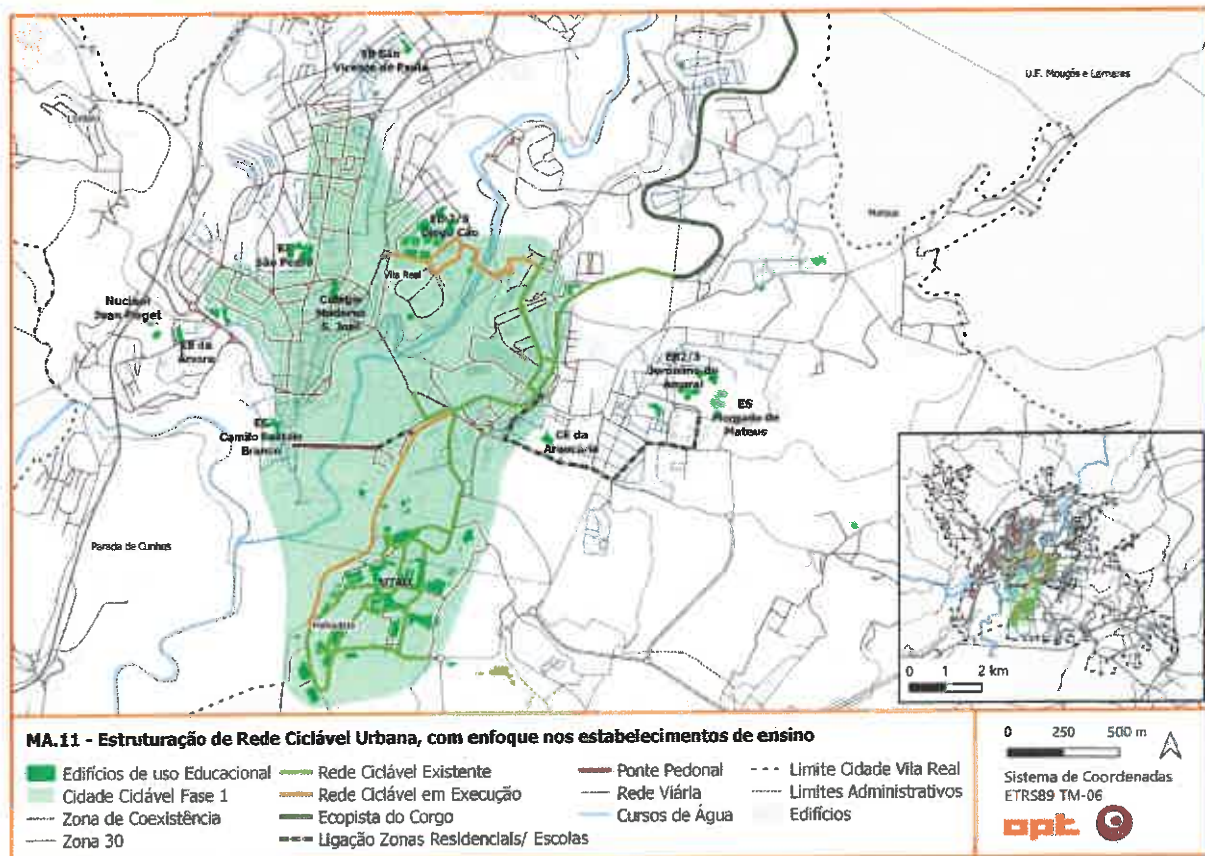 EB São
Vicente de Paula
U.F. Mouçós e Lamares
Mateus
EB 2/3
Diogo Cão
EB
São Pedro
Vila Real
Nuclisol
Jean Piaget
Colégio
Moderno
S. José
EB da
Araucária
EB2/3
Jerónimo do
Amaral
ES
Morgado de
Mateus
ES
Camilo Castelo
Branco
CE da
Araucária
Parada de Cunhos
UTAD
0 1 2 km
MA.11 - Estruturação de Rede Ciclável Urbana, com enfoque nos estabelecimentos de ensino
Edifícios de uso Educacional
Cidade Ciclável Fase 1
Zona de Coexistência
Zona 30
Rede Ciclável Existente
Rede Ciclável em Execução
Ecopista do Corgo
Ligação Zonas Residenciais/ Escolas
Ponte Pedonal
Rede Viária
Cursos de Água
Limite Cidade Vila Real
Limites Administrativos
Edifícios
0 250 500 m
Sistema de Coordenadas
ETRS89 TM-06
opt